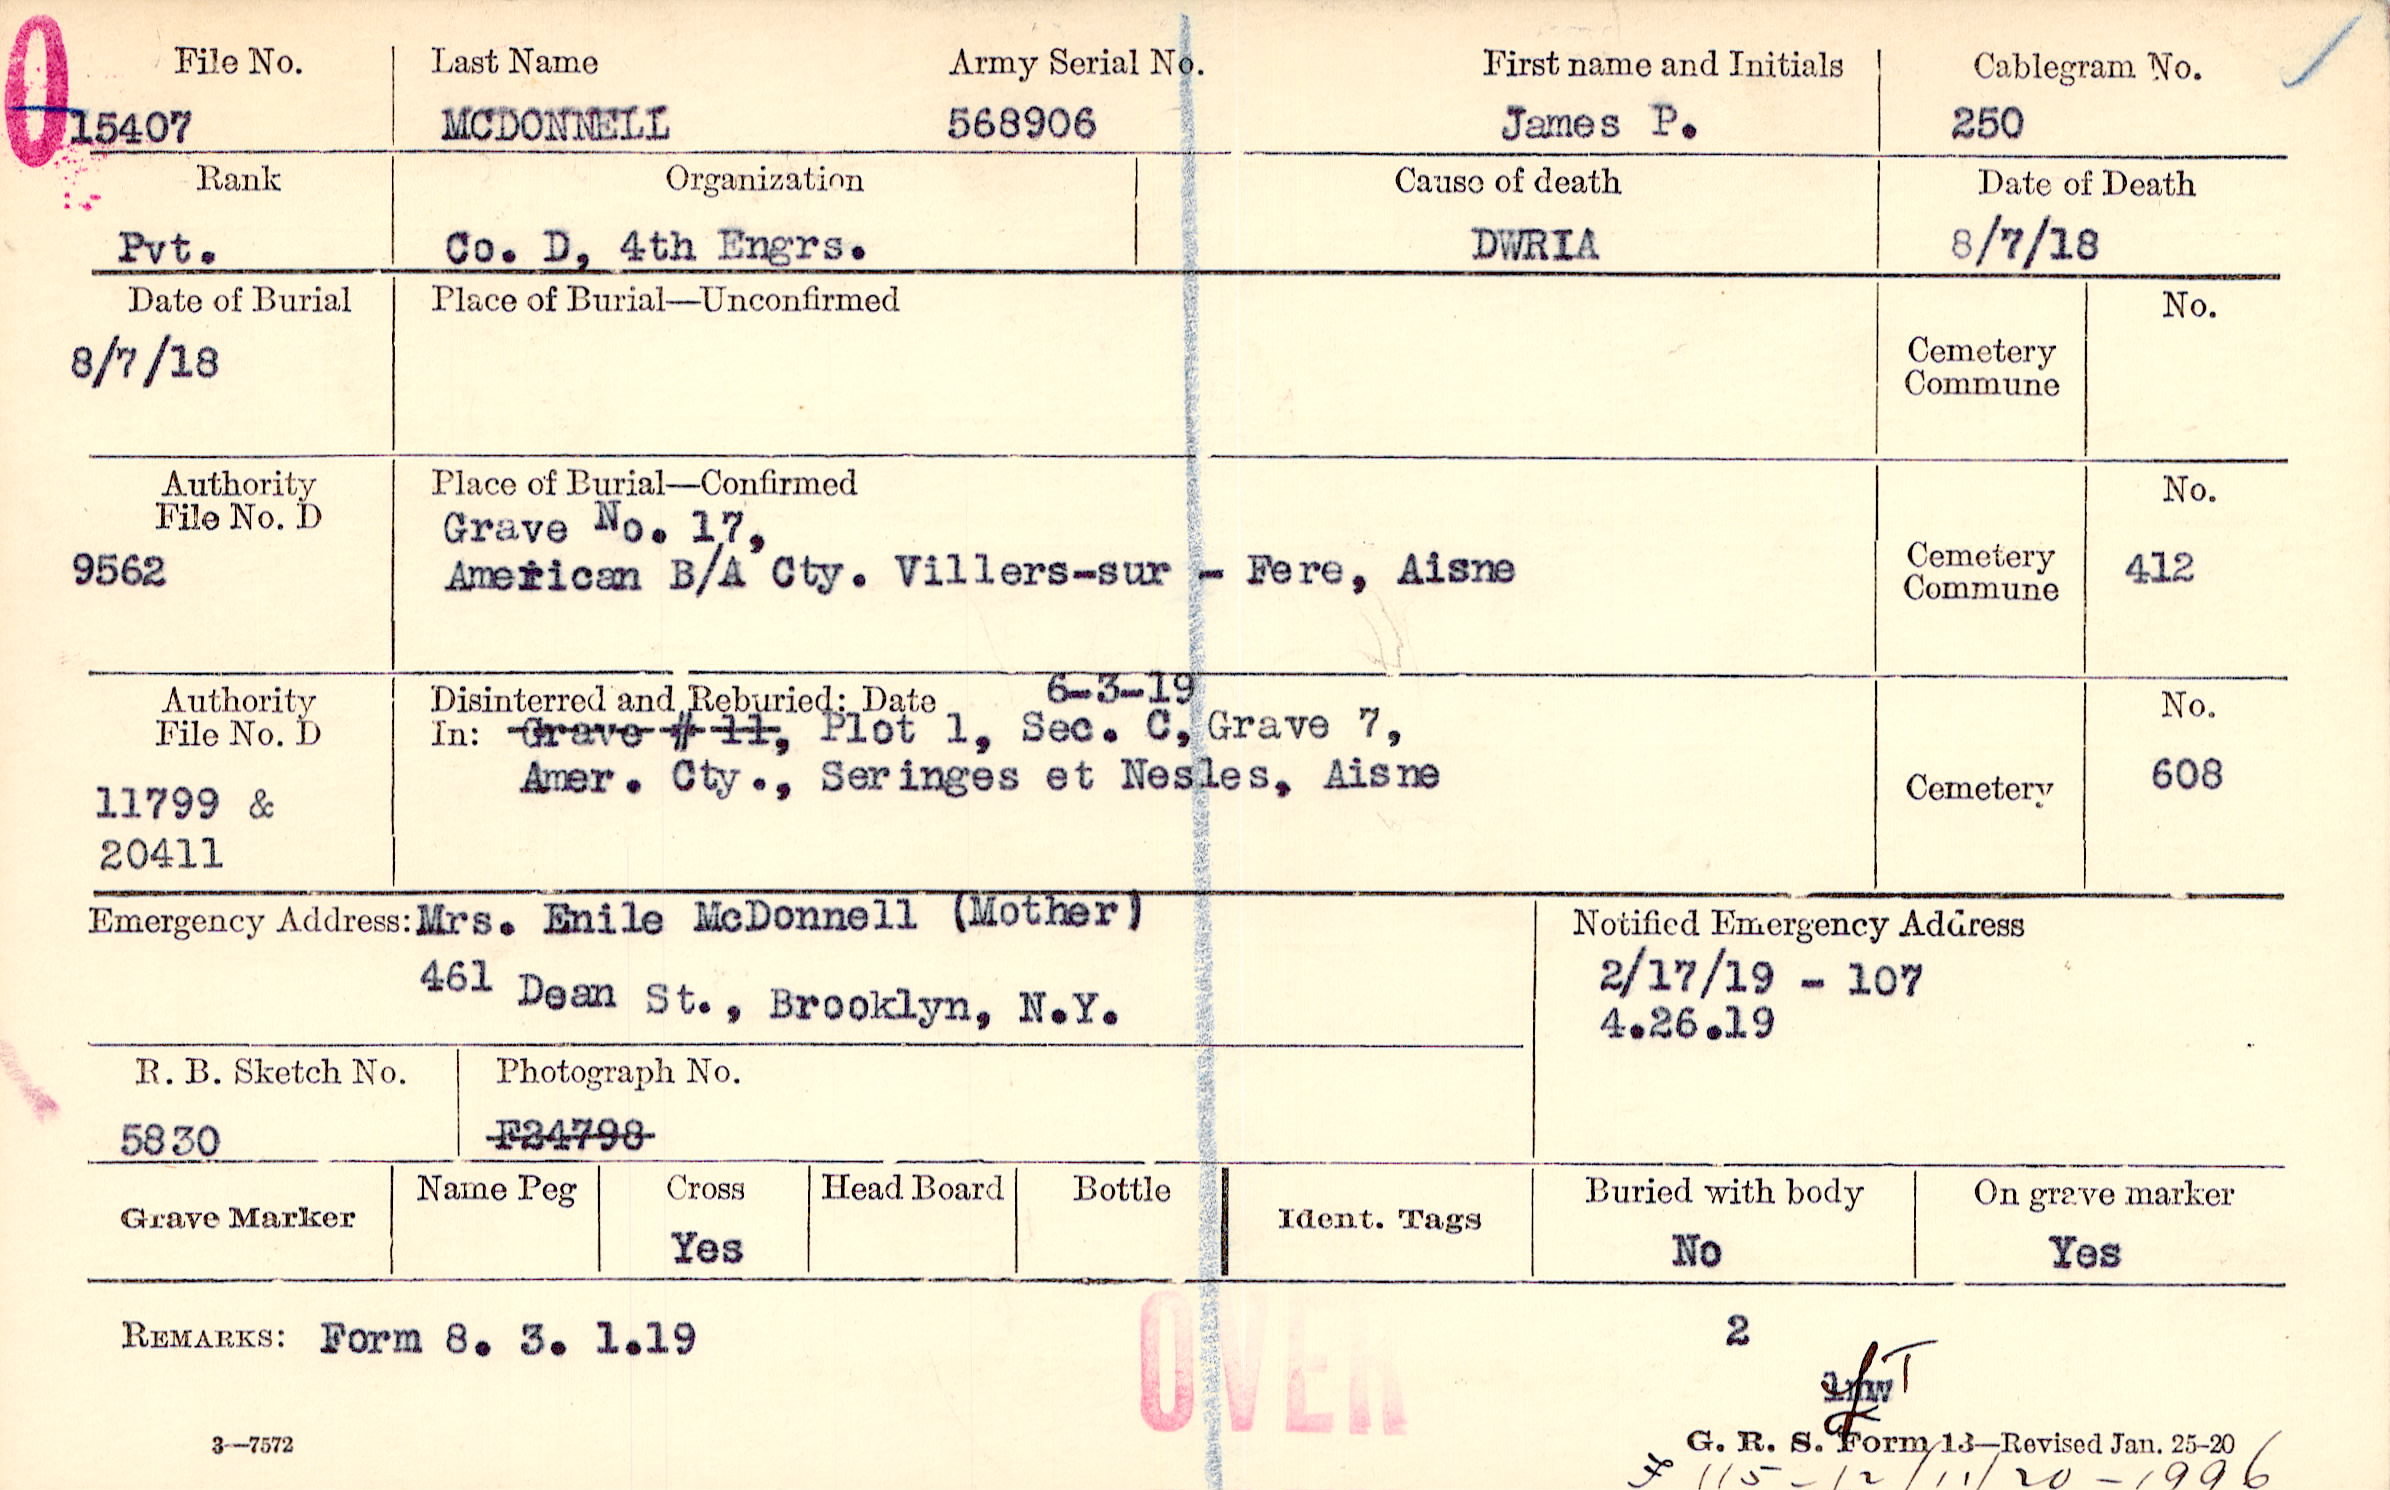 File No. Last Name Army Serial No. First name and Initials Cablegram No.
0
15407 MCDONNELL 568906 James P. 250
Rank Organization Cause of death Date of Death
Pvt. Co. D, 4th Engrs. DWRIA 8/7/18
Date of Burial Place of Burial—Unconfirmed No.
8/7/18
Cemetery
Commune
Authority Place of Burial—Confirmed No.
File No. D Grave No. 17,
9562 American B/A Cty. Villers-sur - Fere, Aisne Cemetery 412
Commune
Authority Disinterred and Reburied: Date 6-3-19 No.
File No. D In: Grave # 11, Plot 1, Sec. C, Grave 7,
Amer. Cty., Seringes et Nesles, Aisne Cemetery 608
11799 &
20411
Emergency Address: Mrs. Enile McDonnell (Mother) Notified Emergency Address
461 Dean St., Brooklyn, N.Y. 2/17/19 - 107
4.26.19
R. B. Sketch No. Photograph No.
5830 F24798
Grave Marker Name Peg Cross Head Board Bottle Ident. Tags Buried with body On grave marker
Yes No Yes
REMARKS: Form 8. 3. 1.19 2
OVER
3—7572 G. R. S. Form 13—Revised Jan. 25-20
115-12/11/20-1996